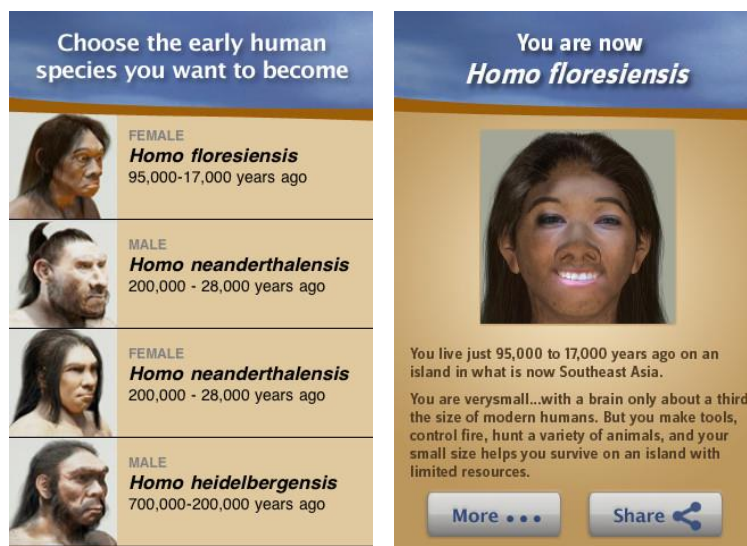 Choose the early human
species you want to become
FEMALE
Homo floresiensis
95,000-17,000 years ago
MALE
Homo neanderthalensis
200,000 - 28,000 years ago
FEMALE
Homo neanderthalensis
200,000 - 28,000 years ago
MALE
Homo heidelbergensis
700,000-200,000 years ago
You are now
Homo floresiensis
You live just 95,000 to 17,000 years ago on an
island in what is now Southeast Asia.
You are verysmall...with a brain only about a third
the size of modern humans. But you make tools,
control fire, hunt a variety of animals, and your
small size helps you survive on an island with
limited resources.
More •••
Share